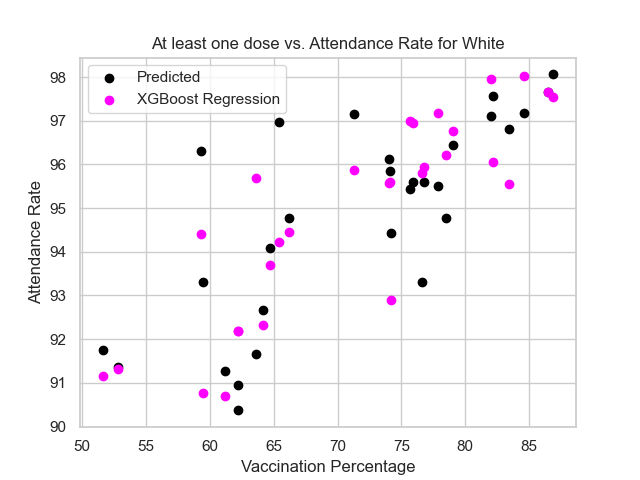 At least one dose vs. Attendance Rate for White
Predicted
XGBoost Regression
98
97
96
95
94
93
92
91
90
Attendance Rate
50 55 60 65 70 75 80 85
Vaccination Percentage